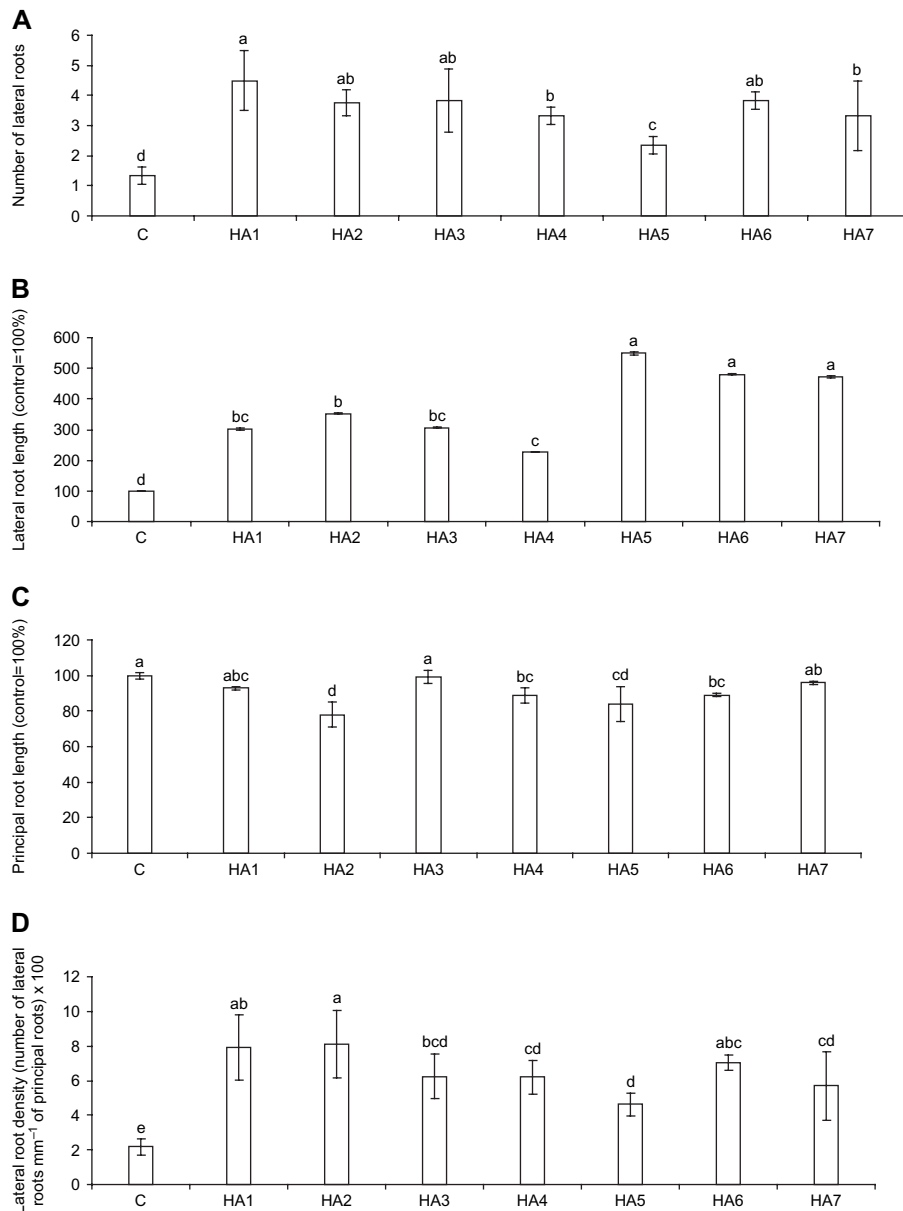 A
Number of lateral roots
6
5
4
3
2
1
0
a
ab
ab
b
c
ab
b
d
C HA1 HA2 HA3 HA4 HA5 HA6 HA7
B
Lateral root length (control=100%)
600
500
400
300
200
100
0
d
bc
b
bc
c
a
a
a
C HA1 HA2 HA3 HA4 HA5 HA6 HA7
C
Principal root length (control=100%)
120
100
80
60
40
20
0
a
abc
d
a
bc
cd
bc
ab
C HA1 HA2 HA3 HA4 HA5 HA6 HA7
D
Lateral root density (number of lateral
roots mm⁻¹ of principal roots) x 100
12
10
8
6
4
2
0
e
ab
a
bcd
cd
d
abc
cd
C HA1 HA2 HA3 HA4 HA5 HA6 HA7